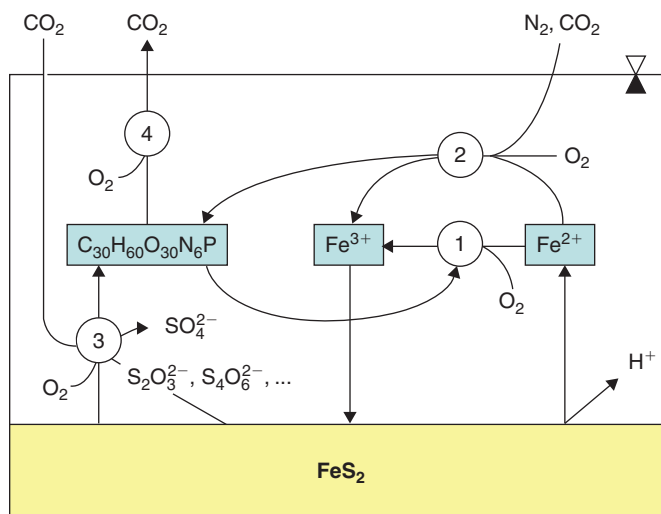 CO₂ CO₂ N₂, CO₂
4
2
O₂ O₂
C₃₀H₆₀O₃₀N₆P Fe³⁺ 1 Fe²⁺
O₂
3 SO₄²⁻
O₂ S₂O₃²⁻, S₄O₆²⁻, ... H⁺
FeS₂